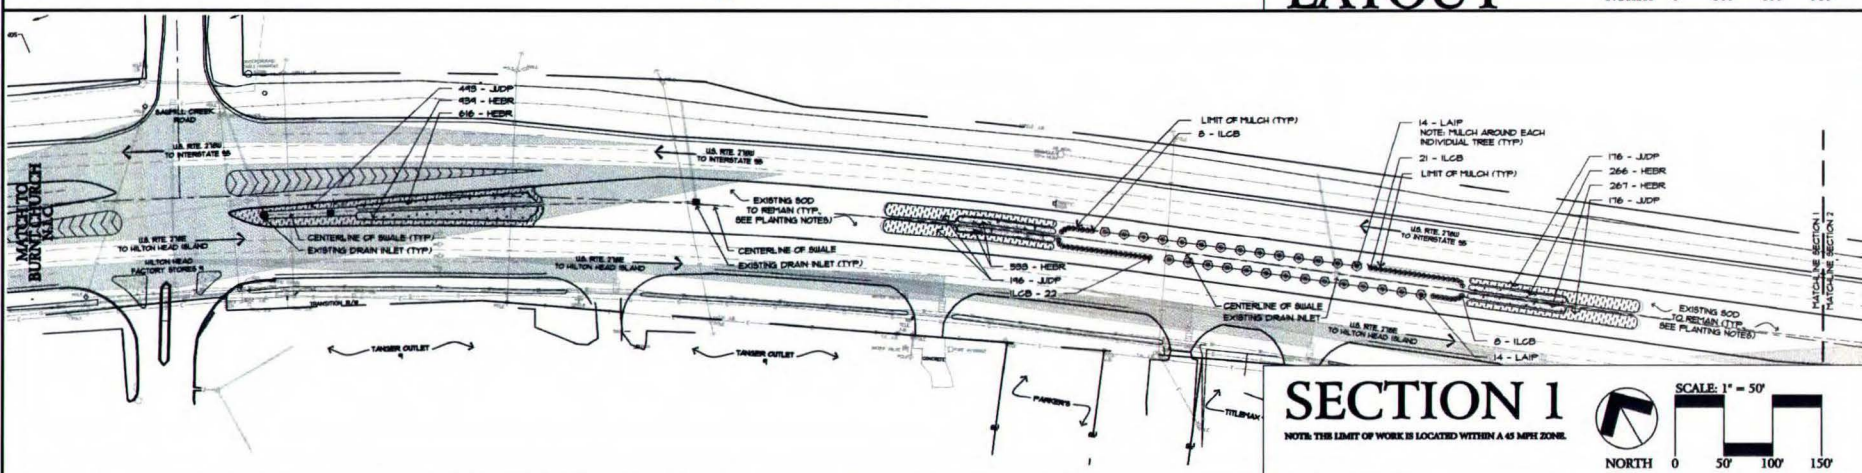 LAYOUT
495 - JUDP
434 - HEBR
616 - HEBR
SAWMILL CREEK
ROAD
U.S. RTE. 278W
TO INTERSTATE 95
U.S. RTE. 278W
TO INTERSTATE 95
MATCH TO
BURNT CHURCH
U.S. RTE. 278E
TO HILTON HEAD ISLAND
HILTON HEAD
FACTORY STORES
CENTERLINE OF SWALE (TYP)
EXISTING DRAIN INLET (TYP)
U.S. RTE. 278E
TO HILTON HEAD ISLAND
EXISTING SOD
TO REMAIN (TYP,
SEE PLANTING NOTES)
CENTERLINE OF SWALE
EXISTING DRAIN INLET (TYP)
TANGER OUTLET
TANGER OUTLET
LIMIT OF MULCH (TYP)
8 - ILCB
14 - LAIP
NOTE: MULCH AROUND EACH
INDIVIDUAL TREE (TYP)
21 - ILCB
LIMIT OF MULCH (TYP)
U.S. RTE. 278W
TO INTERSTATE 95
176 - JUDP
266 - HEBR
267 - HEBR
176 - JUDP
146 - JUDP
ILCB - 22
CENTERLINE OF SWALE
EXISTING DRAIN INLET
U.S. RTE. 278E
TO HILTON HEAD ISLAND
8 - ILCB
14 - LAIP
EXISTING SOD
TO REMAIN (TYP,
SEE PLANTING NOTES)
MATCHLINE SECTION 1
MATCHLINE SECTION 2
CONCRETE
PARKER'S
TITLEMAX
SECTION 1
NOTE: THE LIMIT OF WORK IS LOCATED WITHIN A 45 MPH ZONE.
NORTH
SCALE: 1" = 50'
0 50' 100' 150'